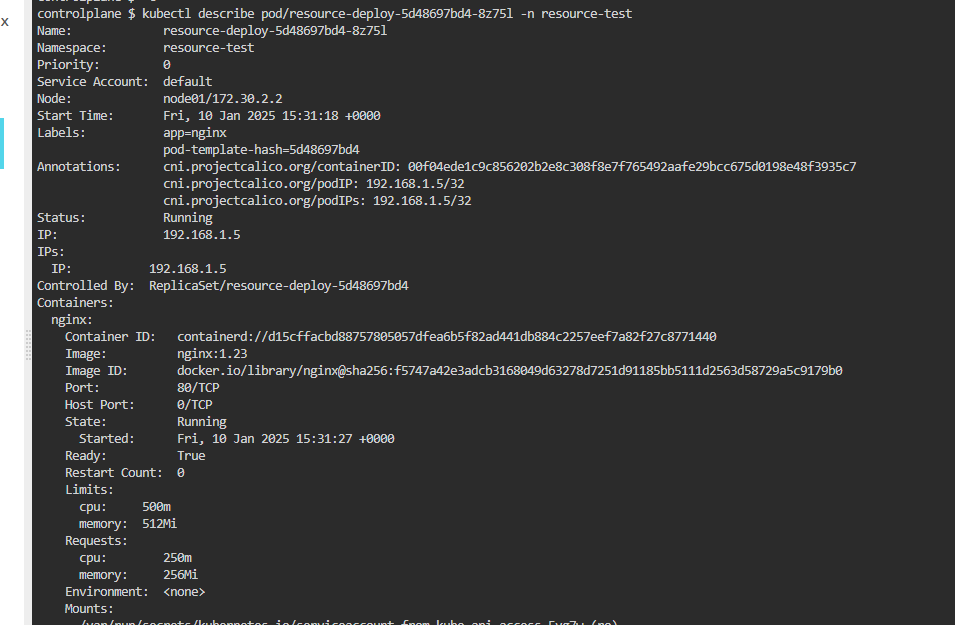 controlplane $ kubectl describe pod/resource-deploy-5d48697bd4-8z75l -n resource-test
x
Name:             resource-deploy-5d48697bd4-8z75l
Namespace:        resource-test
Priority:         0
Service Account:  default
Node:             node01/172.30.2.2
Start Time:       Fri, 10 Jan 2025 15:31:18 +0000
Labels:           app=nginx
                  pod-template-hash=5d48697bd4
Annotations:      cni.projectcalico.org/containerID: 00f04ede1c9c856202b2e8c308f8e7f765492aafe29bcc675d0198e48f3935c7
                  cni.projectcalico.org/podIP: 192.168.1.5/32
                  cni.projectcalico.org/podIPs: 192.168.1.5/32
Status:           Running
IP:               192.168.1.5
IPs:
  IP:           192.168.1.5
Controlled By:  ReplicaSet/resource-deploy-5d48697bd4
Containers:
  nginx:
    Container ID:   containerd://d15cffacbd88757805057dfea6b5f82ad441db884c2257eef7a82f27c8771440
    Image:          nginx:1.23
    Image ID:       docker.io/library/nginx@sha256:f5747a42e3adcb3168049d63278d7251d91185bb5111d2563d58729a5c9179b0
    Port:           80/TCP
    Host Port:      0/TCP
    State:          Running
      Started:      Fri, 10 Jan 2025 15:31:27 +0000
    Ready:          True
    Restart Count:  0
    Limits:
      cpu:     500m
      memory:  512Mi
    Requests:
      cpu:        250m
      memory:     256Mi
    Environment:  <none>
    Mounts: